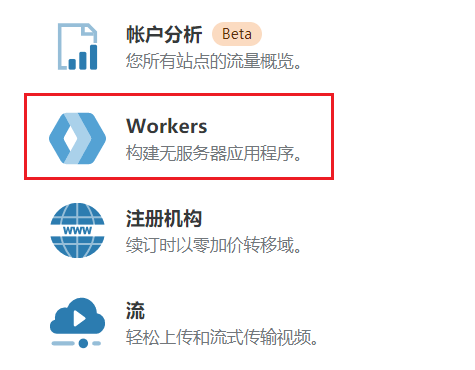 帐户分析 Beta
您所有站点的流量概览。
Workers
构建无服务器应用程序。
WWW
注册机构
续订时以零加价转移域。
流
轻松上传和流式传输视频。